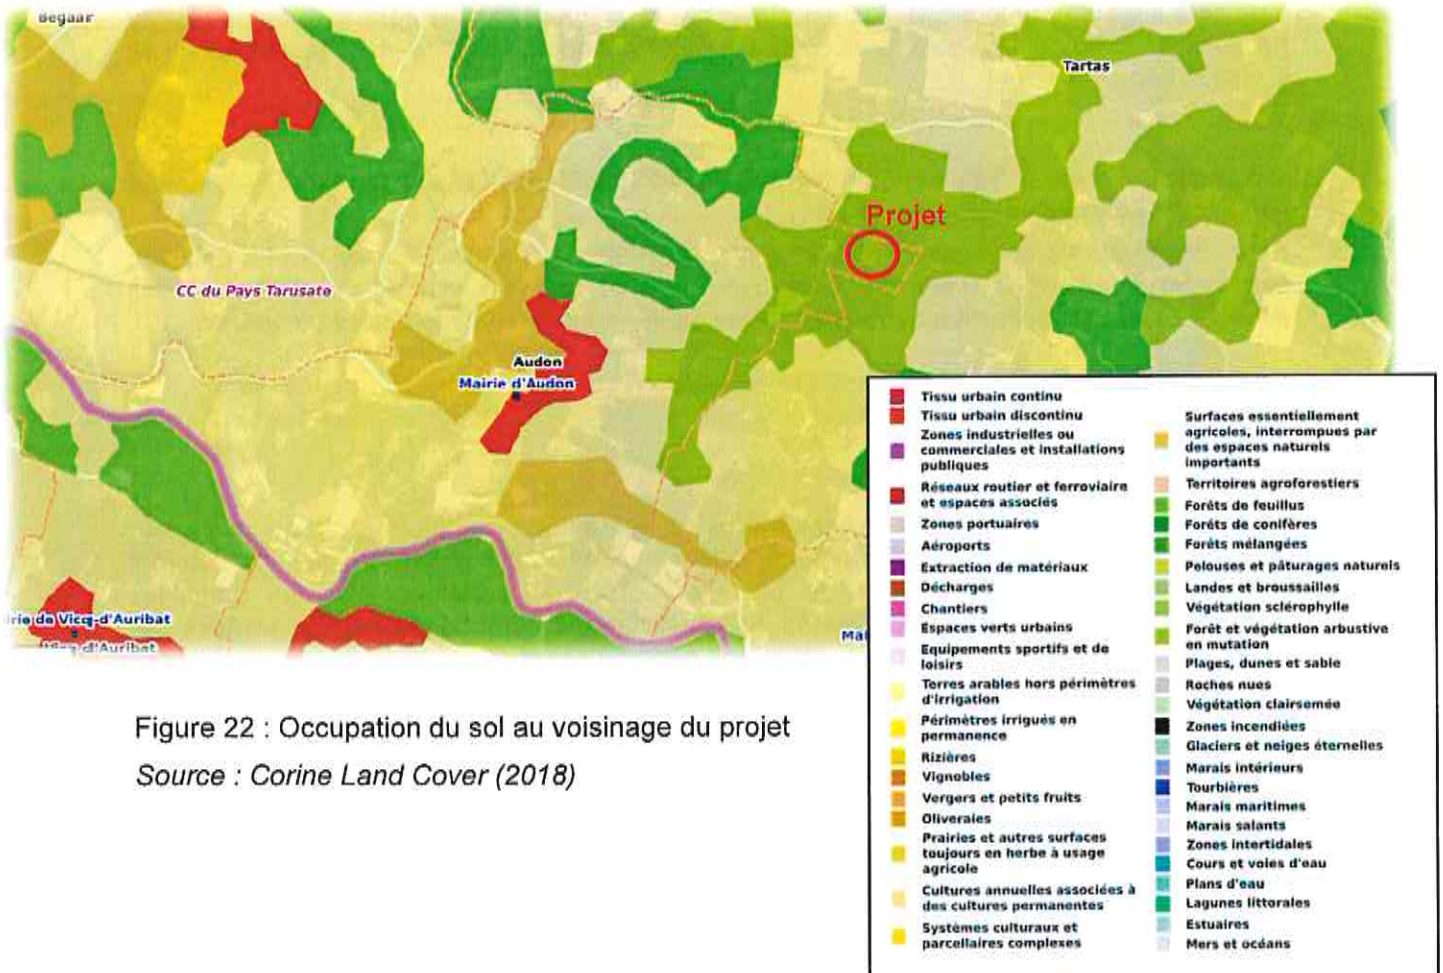 Begaar
Tartas
Projet
CC du Pays Tarusate
Audon
Mairie d'Audon
de Vicq-d'Auribat
Vicq-d'Auribat
Tissu urbain continu
Tissu urbain discontinu
Zones industrielles ou
commerciales et installations
publiques
Réseaux routier et ferroviaire
et espaces associés
Zones portuaires
Aéroports
Extraction de matériaux
Décharges
Chantiers
Espaces verts urbains
Equipements sportifs et de
loisirs
Terres arables hors périmètres
d'irrigation
Périmètres irrigués en
permanence
Rizières
Vignobles
Vergers et petits fruits
Oliveraies
Prairies et autres surfaces
toujours en herbe à usage
agricole
Cultures annuelles associées à
des cultures permanentes
Systèmes culturaux et
parcellaires complexes
Surfaces essentiellement
agricoles, interrompues par
des espaces naturels
importants
Territoires agroforestiers
Forêts de feuillus
Forêts de conifères
Forêts mélangées
Pelouses et pâturages naturels
Landes et broussailles
Végétation sclérophylle
Forêt et végétation arbustive
en mutation
Plages, dunes et sable
Roches nues
Végétation clairsemée
Zones incendiées
Glaciers et neiges éternelles
Marais intérieurs
Tourbières
Marais maritimes
Marais salants
Zones intertidales
Cours et voies d'eau
Plans d'eau
Lagunes littorales
Estuaires
Mers et océans
Figure 22 : Occupation du sol au voisinage du projet
Source : Corine Land Cover (2018)